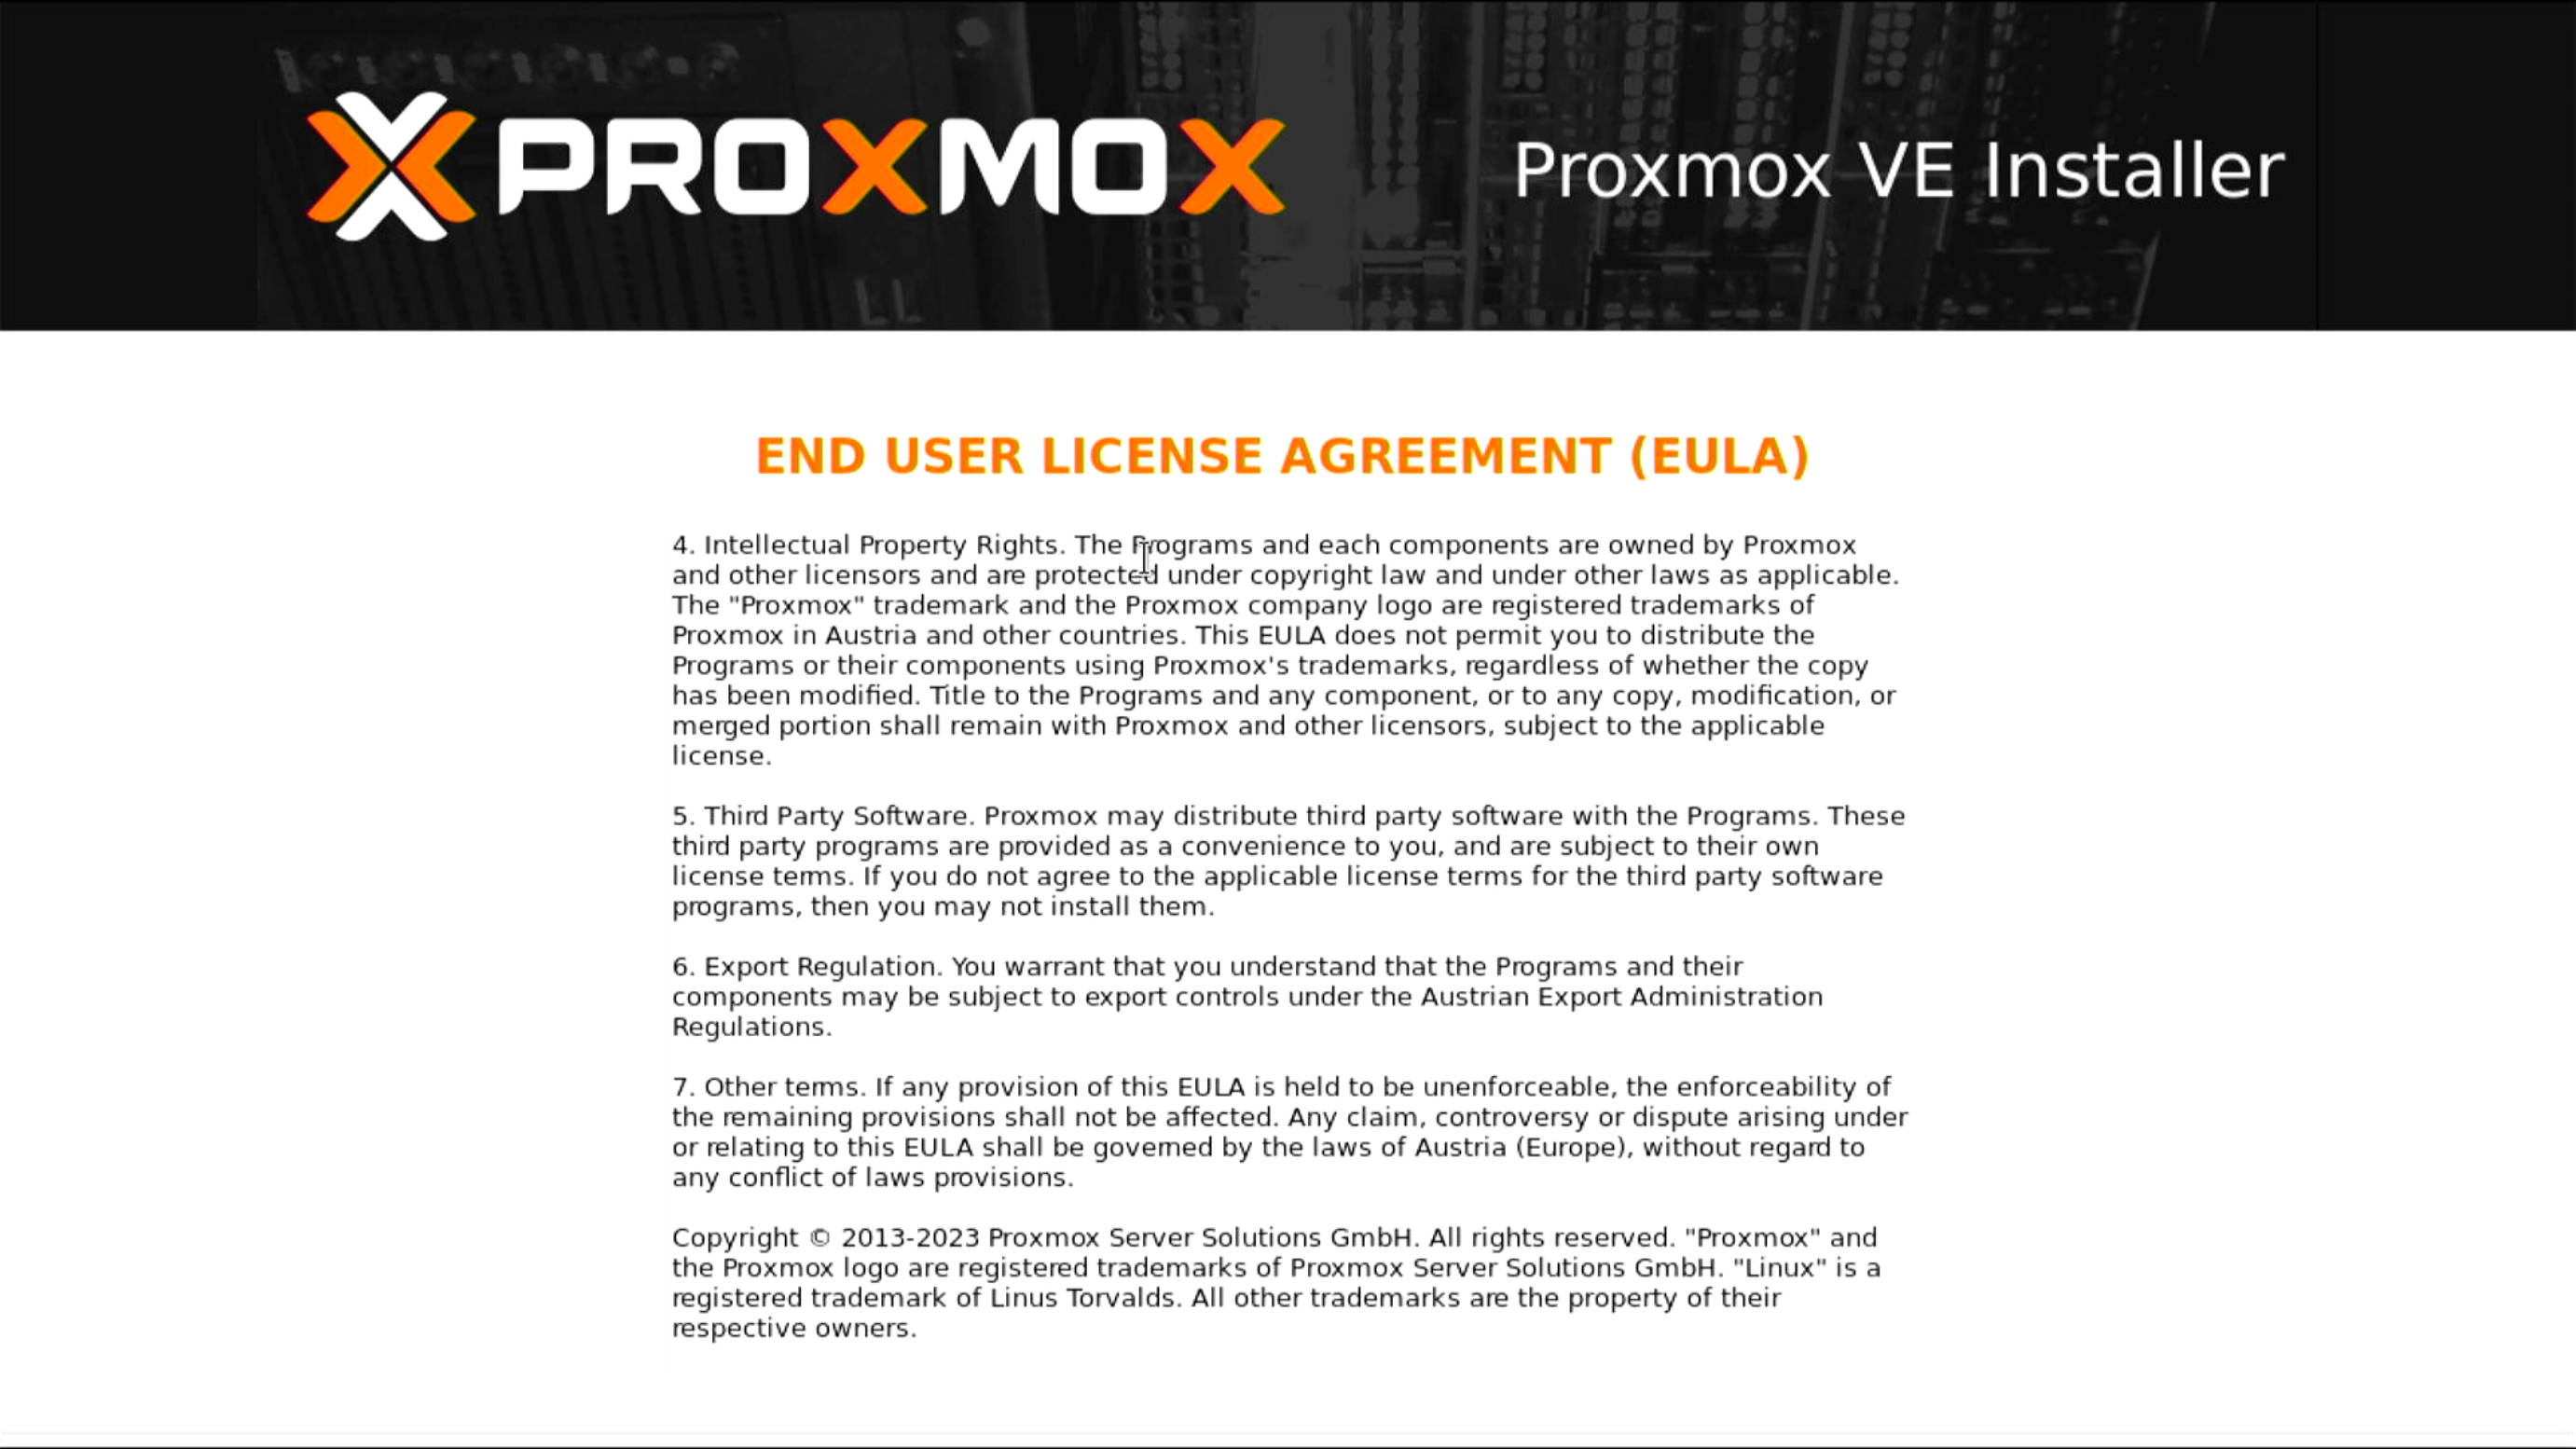 PROXMOX
Proxmox VE Installer
END USER LICENSE AGREEMENT (EULA)
4. Intellectual Property Rights. The Programs and each components are owned by Proxmox
and other licensors and are protected under copyright law and under other laws as applicable.
The "Proxmox" trademark and the Proxmox company logo are registered trademarks of
Proxmox in Austria and other countries. This EULA does not permit you to distribute the
Programs or their components using Proxmox's trademarks, regardless of whether the copy
has been modified. Title to the Programs and any component, or to any copy, modification, or
merged portion shall remain with Proxmox and other licensors, subject to the applicable
license.
5. Third Party Software. Proxmox may distribute third party software with the Programs. These
third party programs are provided as a convenience to you, and are subject to their own
license terms. If you do not agree to the applicable license terms for the third party software
programs, then you may not install them.
6. Export Regulation. You warrant that you understand that the Programs and their
components may be subject to export controls under the Austrian Export Administration
Regulations.
7. Other terms. If any provision of this EULA is held to be unenforceable, the enforceability of
the remaining provisions shall not be affected. Any claim, controversy or dispute arising under
or relating to this EULA shall be governed by the laws of Austria (Europe), without regard to
any conflict of laws provisions.
Copyright © 2013-2023 Proxmox Server Solutions GmbH. All rights reserved. "Proxmox" and
the Proxmox logo are registered trademarks of Proxmox Server Solutions GmbH. "Linux" is a
registered trademark of Linus Torvalds. All other trademarks are the property of their
respective owners.